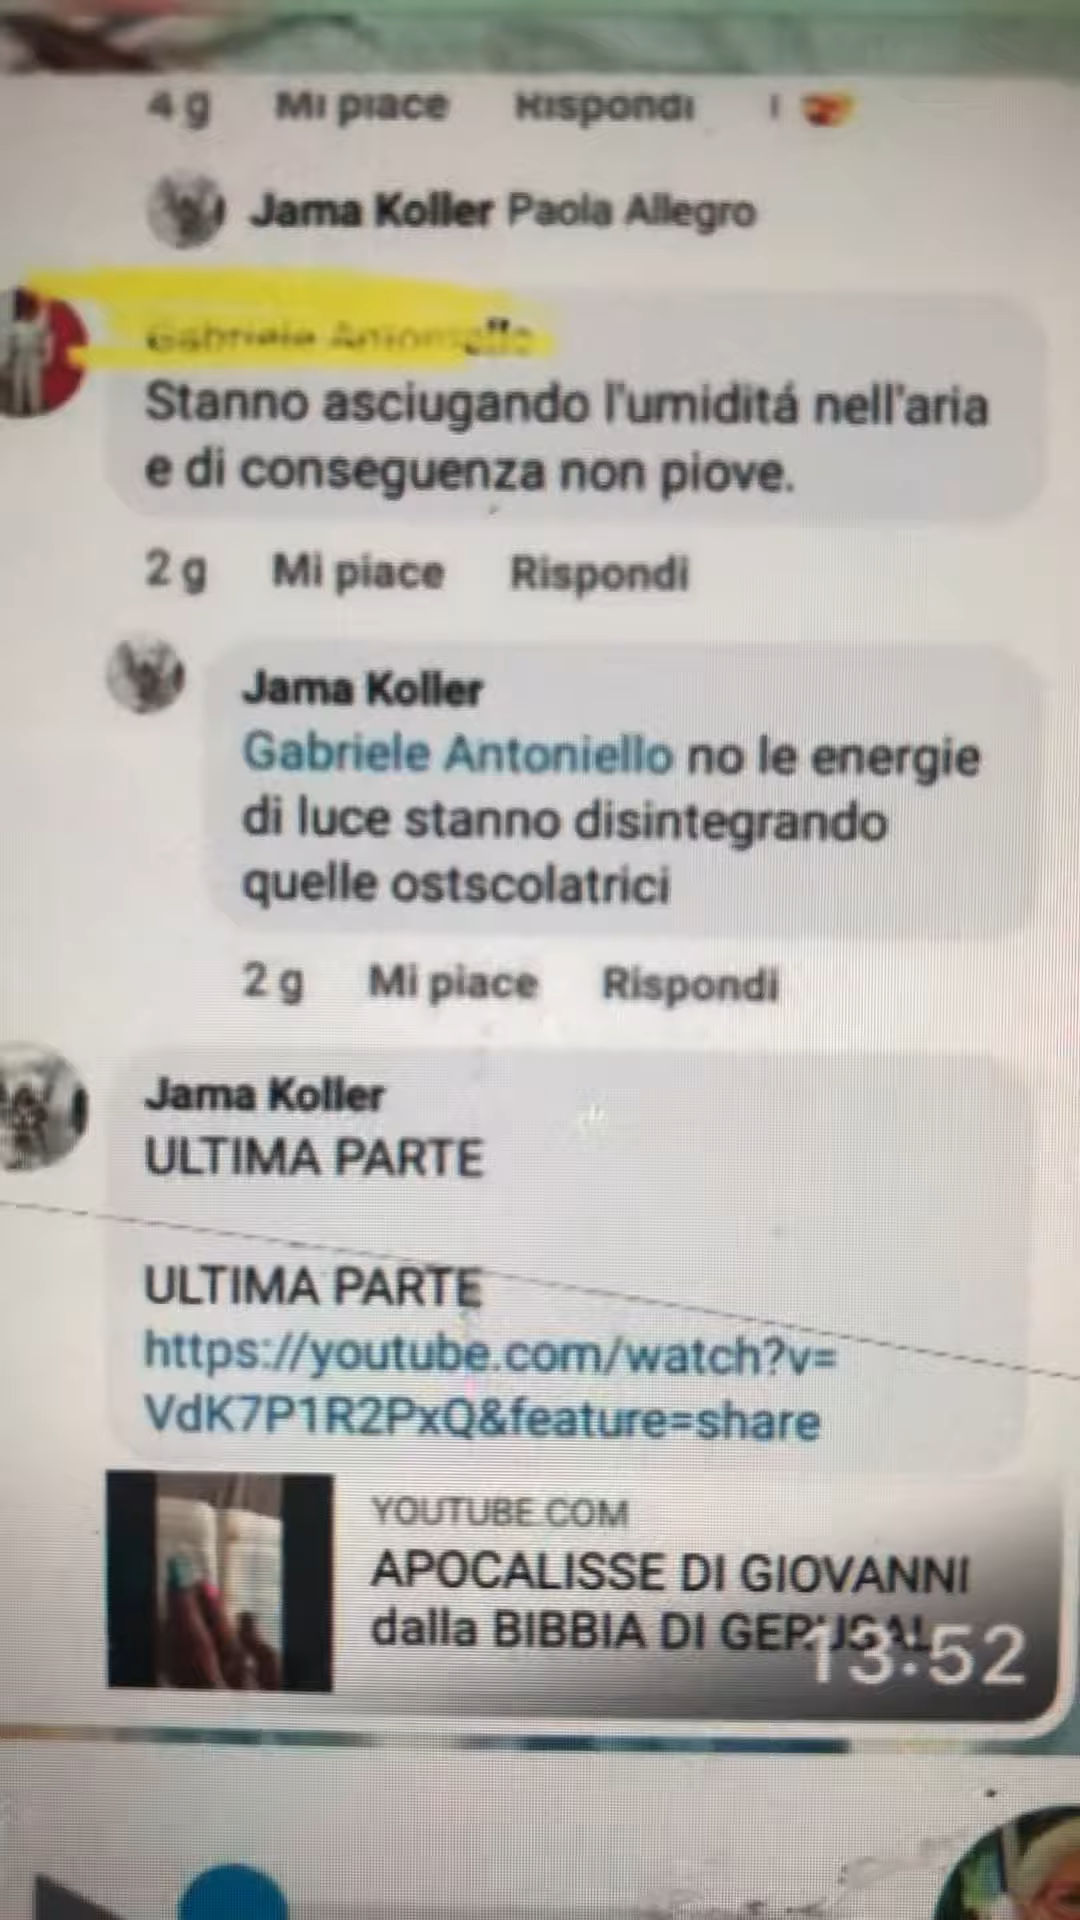 4 g Mi piace Rispondi 1
Jama Koller Paola Allegro
Gabriele Antoniello
Stanno asciugando l'umiditá nell'aria
e di conseguenza non piove.
2 g Mi piace Rispondi
Jama Koller
Gabriele Antoniello no le energie
di luce stanno disintegrando
quelle ostscolatrici
2 g Mi piace Rispondi
Jama Koller
ULTIMA PARTE
ULTIMA PARTE
https://youtube.com/watch?v=
VdK7P1R2PxQ&feature=share
YOUTUBE.COM
APOCALISSE DI GIOVANNI
dalla BIBBIA DI GERUSAL
13:52